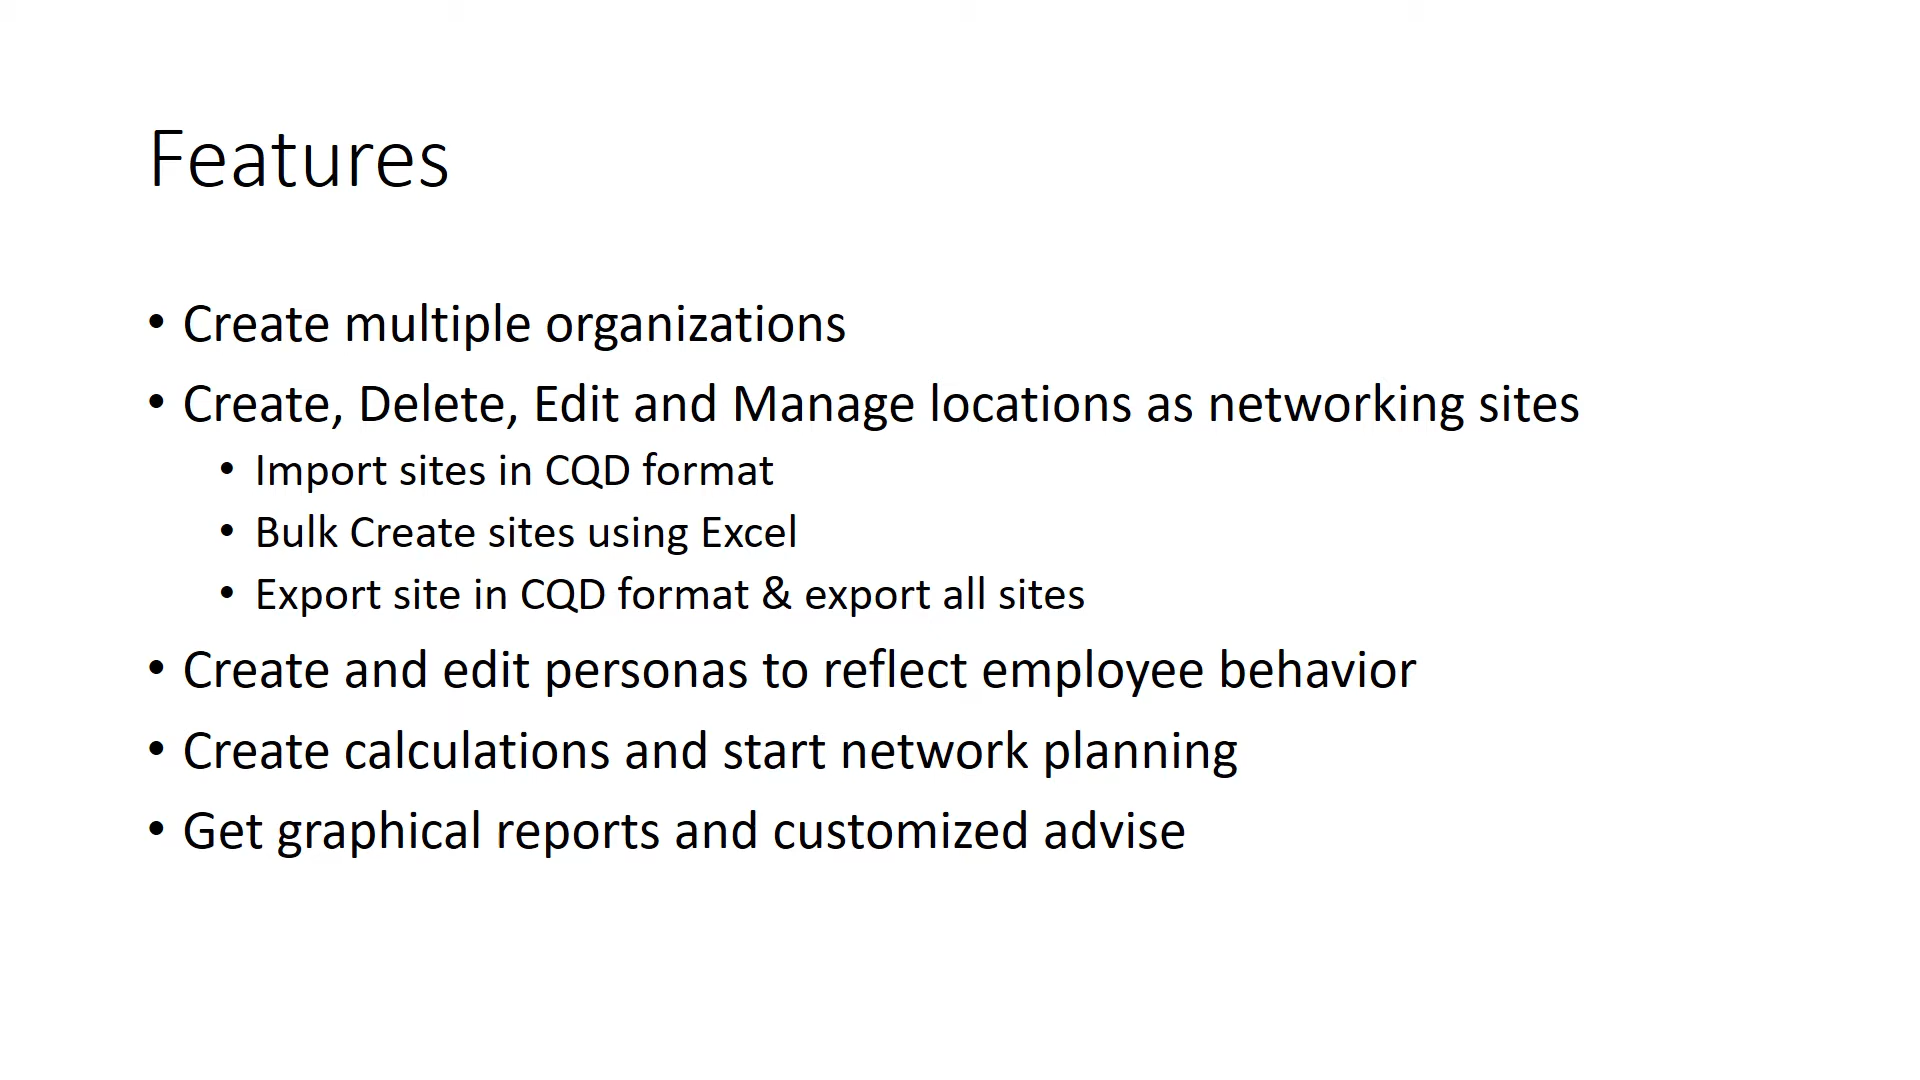 Features
• Create multiple organizations
• Create, Delete, Edit and Manage locations as networking sites
• Import sites in CQD format
• Bulk Create sites using Excel
• Export site in CQD format & export all sites
• Create and edit personas to reflect employee behavior
• Create calculations and start network planning
• Get graphical reports and customized advise